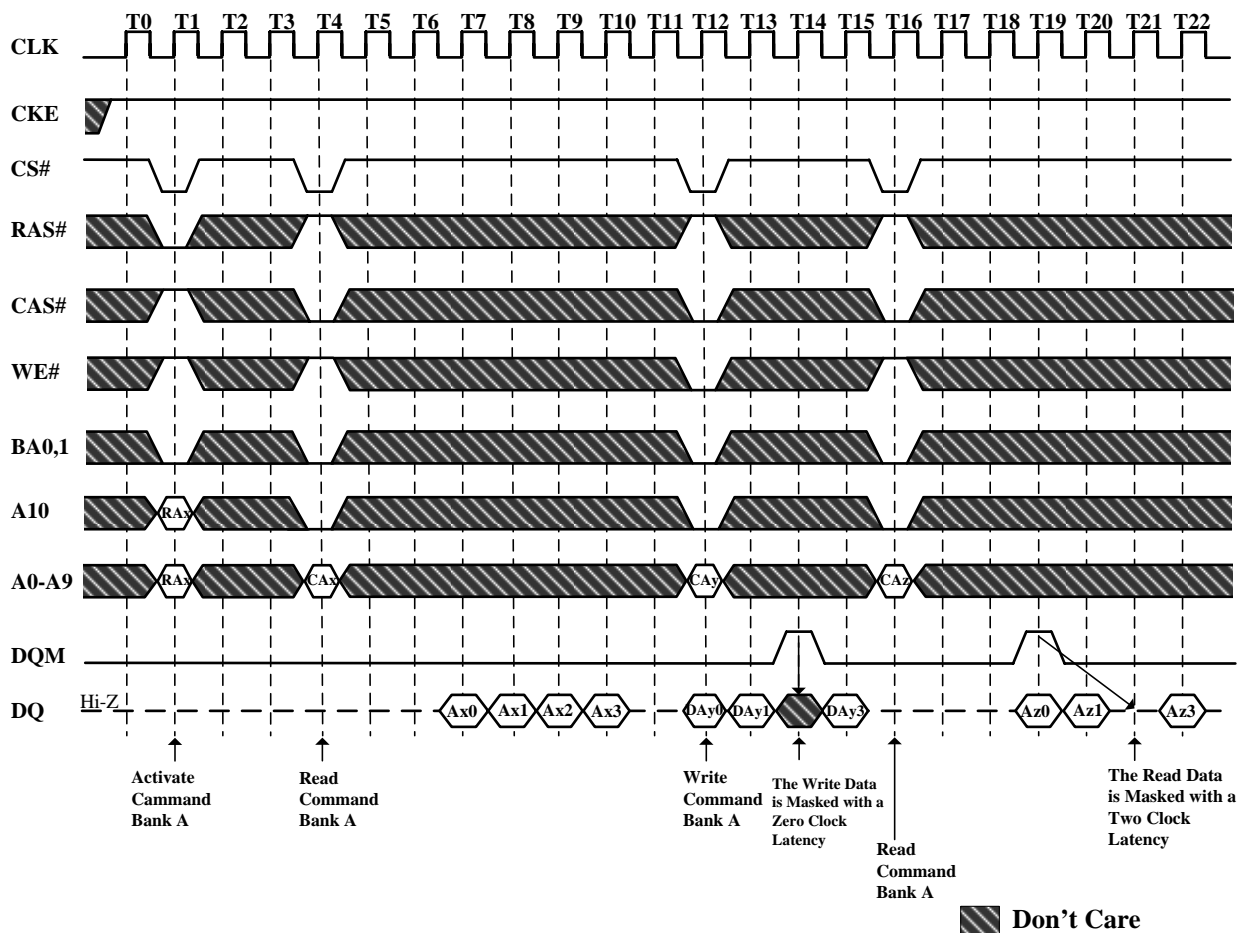 T0 T1 T2 T3 T4 T5 T6 T7 T8 T9 T10 T11 T12 T13 T14 T15 T16 T17 T18 T19 T20 T21 T22
CLK
CKE
CS#
RAS#
CAS#
WE#
BA0,1
A10 RAx
A0-A9 RAx CAx CAy CAz
DQM
Hi-Z
DQ Ax0 Ax1 Ax2 Ax3 DAy0 DAy1 DAy3 Az0 Az1 Az3
Activate
Cammand
Bank A
Read
Command
Bank A
Write
Command
Bank A
The Write Data
is Masked with a
Zero Clock
Latency
Read
Command
Bank A
The Read Data
is Masked with a
Two Clock
Latency
Don't Care